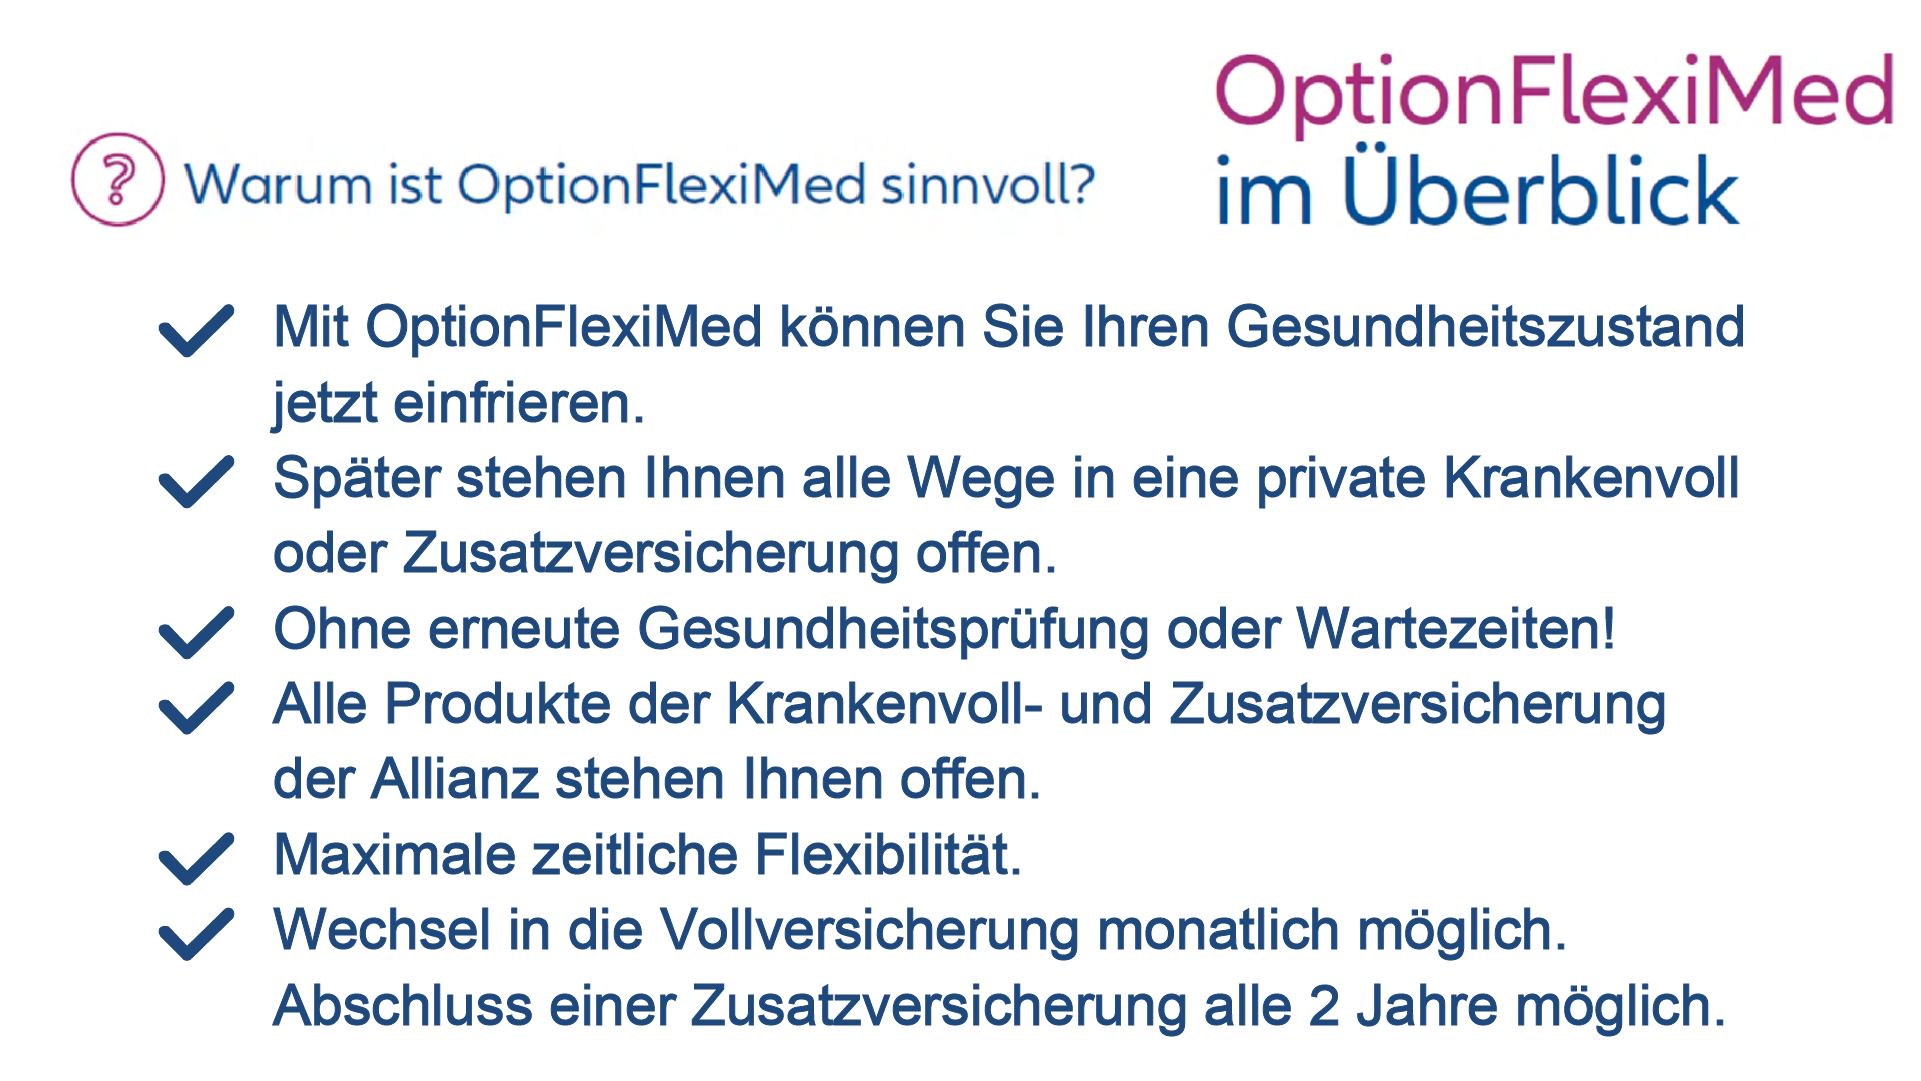 OptionFlexiMed
im Überblick
? Warum ist OptionFlexiMed sinnvoll?
Mit OptionFlexiMed können Sie Ihren Gesundheitszustand
jetzt einfrieren.
Später stehen Ihnen alle Wege in eine private Krankenvoll
oder Zusatzversicherung offen.
Ohne erneute Gesundheitsprüfung oder Wartezeiten!
Alle Produkte der Krankenvoll- und Zusatzversicherung
der Allianz stehen Ihnen offen.
Maximale zeitliche Flexibilität.
Wechsel in die Vollversicherung monatlich möglich.
Abschluss einer Zusatzversicherung alle 2 Jahre möglich.